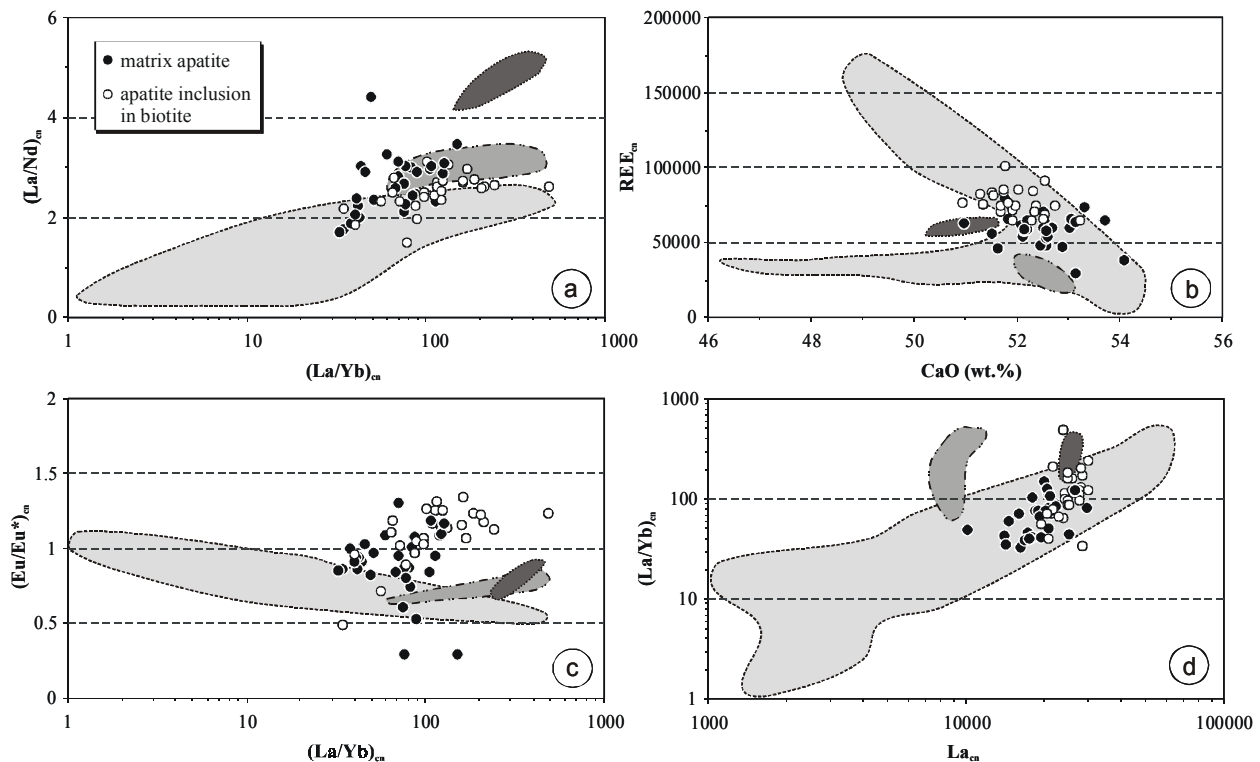 6
4
2
0
(La/Nd)cn
matrix apatite
apatite inclusion
in biotite
a
1
10
100
1000
(La/Yb)cn
200000
150000
100000
50000
0
REEcn
b
46
48
50
52
54
56
CaO (wt.%)
2
1.5
1
0.5
0
(Eu/Eu*)cn
c
1
10
100
1000
(La/Yb)cn
1000
100
10
1
(La/Yb)cn
d
1000
10000
100000
Lacn